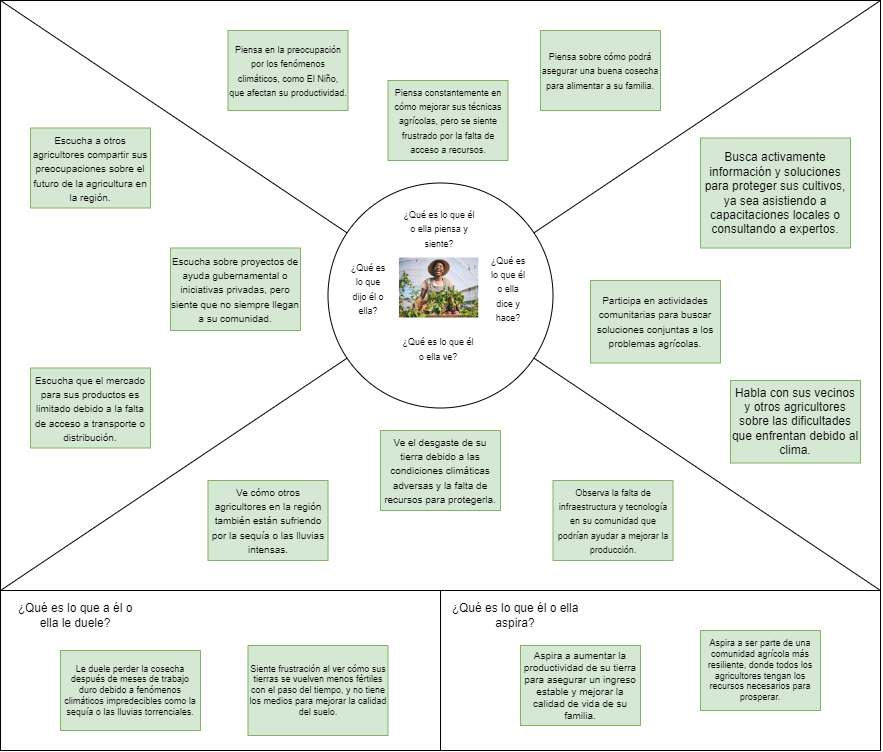 Piensa en la preocupación
por los fenómenos
climáticos, como El Niño,
que afectan su productividad.
Piensa constantemente en
cómo mejorar sus técnicas
agrícolas, pero se siente
frustrado por la falta de
acceso a recursos.
Piensa sobre cómo podrá
asegurar una buena cosecha
para alimentar a su familia.
Escucha a otros
agricultores compartir sus
preocupaciones sobre el
futuro de la agricultura en
la región.
Escucha sobre proyectos de
ayuda gubernamental o
iniciativas privadas, pero
siente que no siempre llegan
a su comunidad.
Escucha que el mercado
para sus productos es
limitado debido a la falta
de acceso a transporte o
distribución.
¿Qué es lo que él
o ella piensa y
siente?
¿Qué es
lo que
dijo él o
ella?
¿Qué es
lo que él
o ella
dice y
hace?
¿Qué es lo que él
o ella ve?
Busca activamente
información y soluciones
para proteger sus cultivos,
ya sea asistiendo a
capacitaciones locales o
consultando a expertos.
Participa en actividades
comunitarias para buscar
soluciones conjuntas a los
problemas agrícolas.
Habla con sus vecinos
y otros agricultores
sobre las dificultades
que enfrentan debido al
clima.
Ve cómo otros
agricultores en la región
también están sufriendo
por la sequía o las lluvias
intensas.
Ve el desgaste de su
tierra debido a las
condiciones climáticas
adversas y la falta de
recursos para protegerla.
Observa la falta de
infraestructura y tecnología
en su comunidad que
podrían ayudar a mejorar la
producción.
¿Qué es lo que a él o
ella le duele?
Le duele perder la cosecha
después de meses de trabajo
duro debido a fenómenos
climáticos impredecibles como la
sequía o las lluvias torrenciales.
Siente frustración al ver cómo sus
tierras se vuelven menos fértiles
con el paso del tiempo, y no tiene
los medios para mejorar la calidad
del suelo.
¿Qué es lo que él o ella
aspira?
Aspira a aumentar la
productividad de su tierra
para asegurar un ingreso
estable y mejorar la
calidad de vida de su
familia.
Aspira a ser parte de una
comunidad agrícola más
resiliente, donde todos los
agricultores tengan los
recursos necesarios para
prosperar.